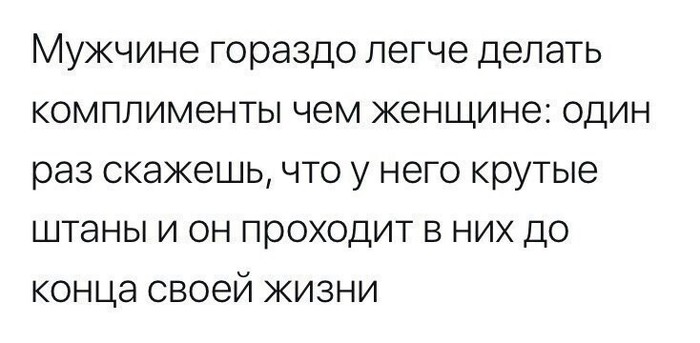 Мужчине гораздо легче делать
комплименты чем женщине: один
раз скажешь, что у него крутые
штаны и он проходит в них до
конца своей жизни